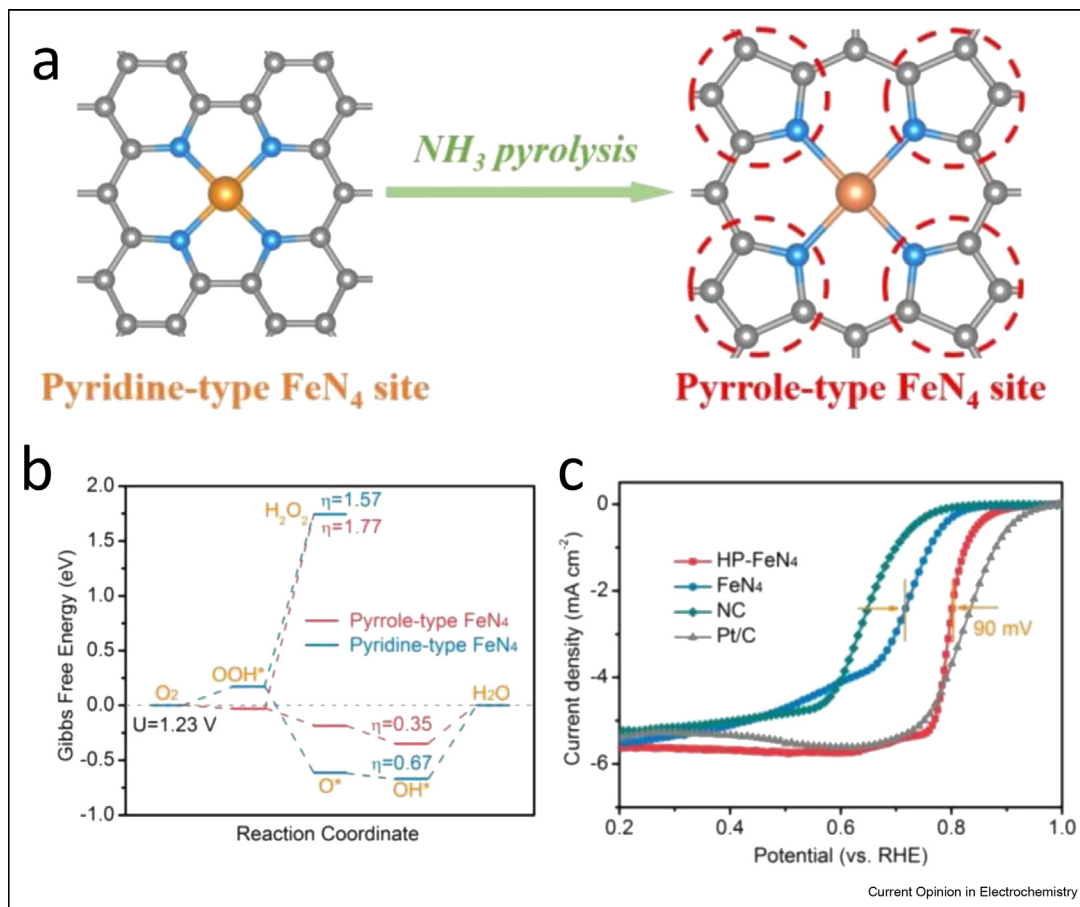 a
NH₃ pyrolysis
Pyridine-type FeN₄ site
Pyrrole-type FeN₄ site
b
Gibbs Free Energy (eV)
2.0
1.5
1.0
0.5
0.0
-0.5
-1.0
H₂O₂
η=1.57
η=1.77
Pyrrole-type FeN₄
Pyridine-type FeN₄
O₂
OOH*
H₂O
U=1.23 V
η=0.35
η=0.67
O*
OH*
Reaction Coordinate
c
Current density (mA cm⁻²)
0
-2
-4
-6
HP-FeN₄
FeN₄
NC
Pt/C
90 mV
0.2
0.4
0.6
0.8
1.0
Potential (vs. RHE)
Current Opinion in Electrochemistry